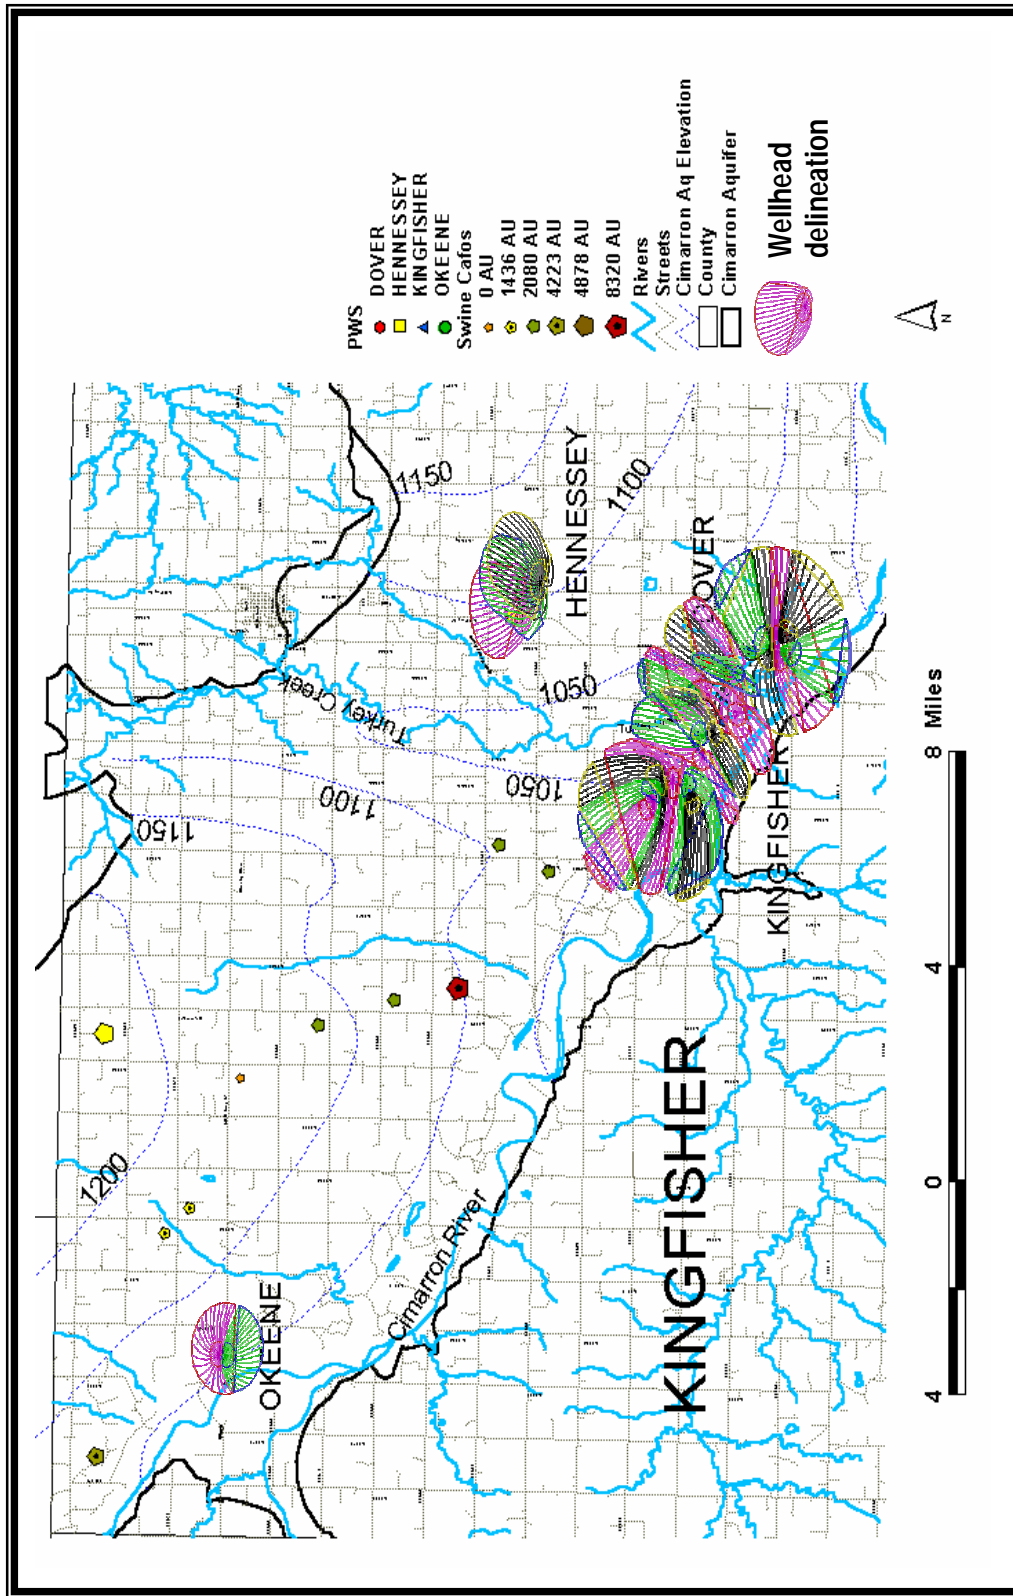 PWS
DOVER
HENNESSEY
KINGFISHER
OKEENE
Swine Cafos
0 AU
1436 AU
2080 AU
4223 AU
4878 AU
8320 AU
Rivers
Streets
Cimarron Aq Elevation
County
Cimarron Aquifer
Wellhead
delineation
N
1200
1150
1100
1050
1150
1050
1100
Turkey Creek
Cimarron River
OKEENE
HENNESSEY
OVER
KINGFISHER
KINGFISHER
4 0 4 8 Miles